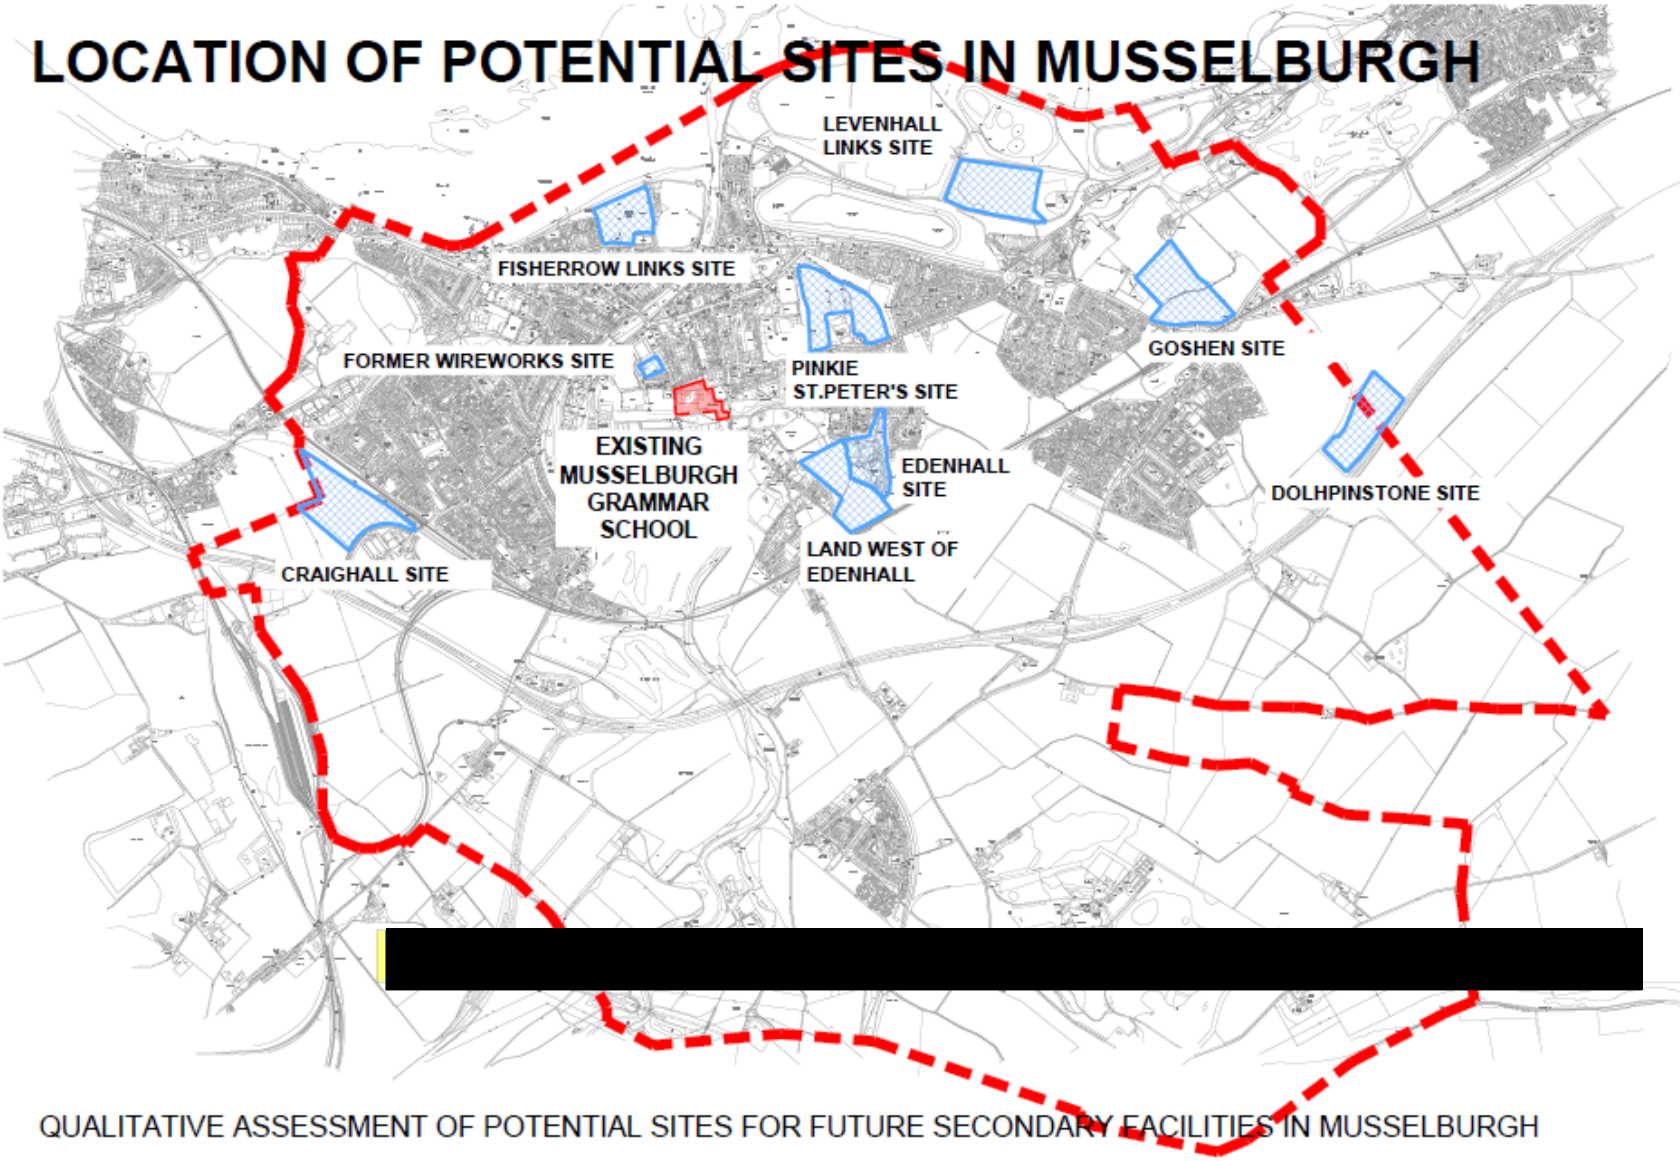 LOCATION OF POTENTIAL SITES IN MUSSELBURGH
LEVENHALL
LINKS SITE
FISHERROW LINKS SITE
FORMER WIREWORKS SITE
PINKIE
ST.PETER'S SITE
GOSHEN SITE
EXISTING
MUSSELBURGH
GRAMMAR
SCHOOL
EDENHALL
SITE
DOLHPINSTONE SITE
LAND WEST OF
EDENHALL
CRAIGHALL SITE
QUALITATIVE ASSESSMENT OF POTENTIAL SITES FOR FUTURE SECONDARY FACILITIES IN MUSSELBURGH